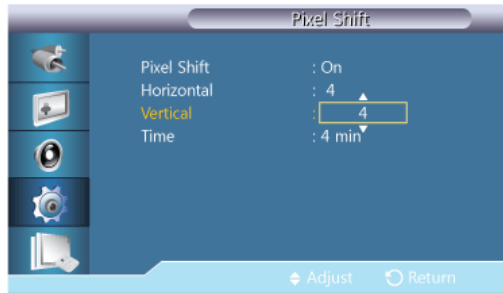 Pixel Shift
Pixel Shift : On
Horizontal : 4
Vertical : 4
Time : 4 min
Adjust Return